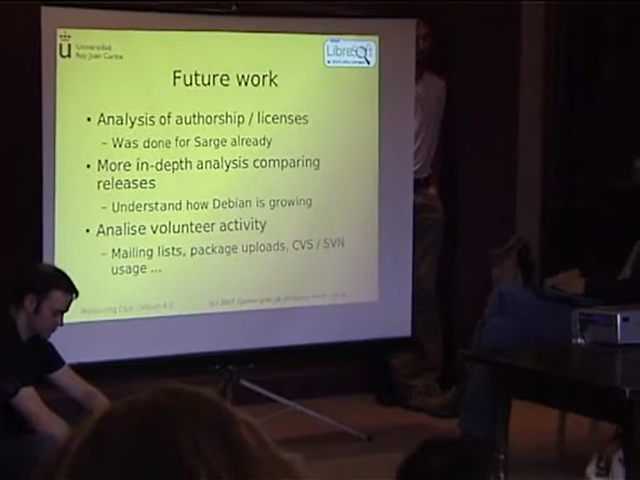 u Universidad
Rey Juan Carlos
LibreSoft
Future work
• Analysis of authorship / licenses
– Was done for Sarge already
• More in-depth analysis comparing
releases
– Understand how Debian is growing
• Analise volunteer activity
– Mailing lists, package uploads, CVS / SVN
usage ...